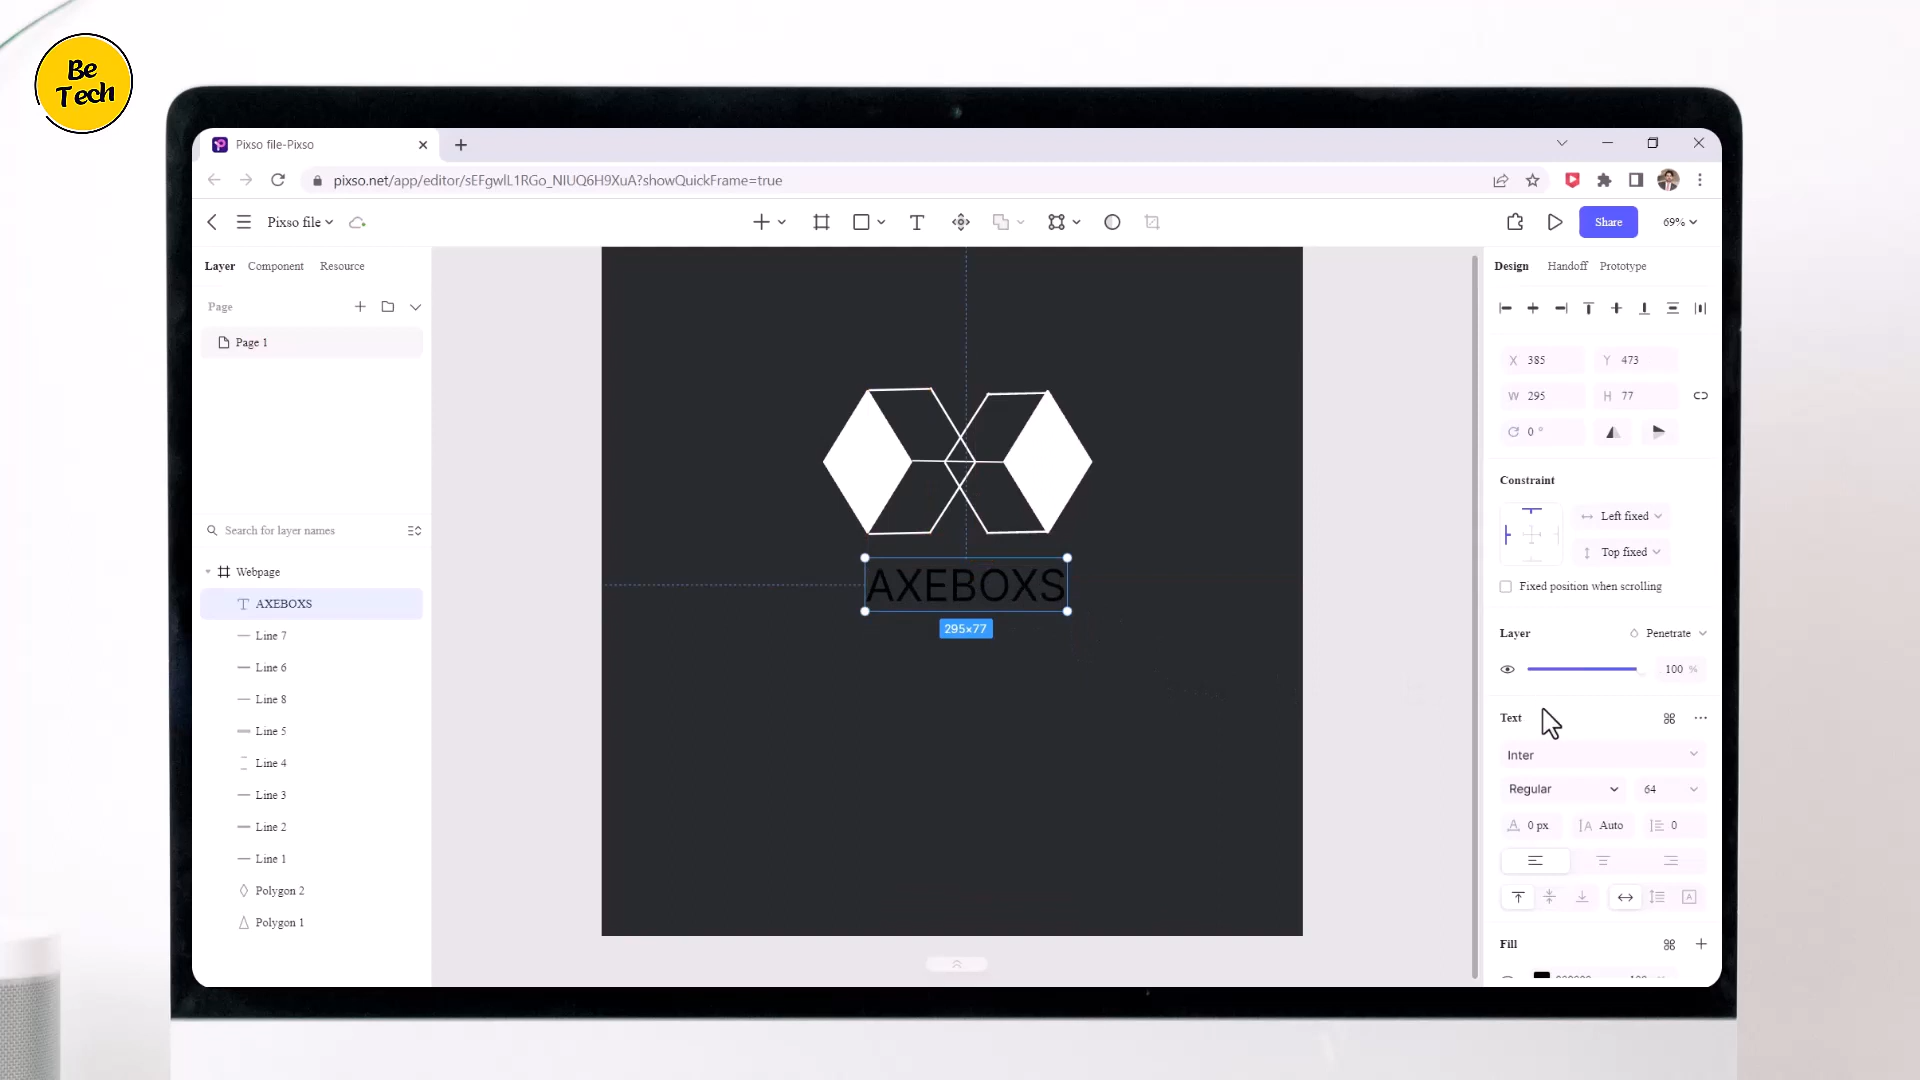 Be
Tech
Pixso file-Pixso
pixso.net/app/editor/sEFgwlL1RGo_NIUQ6H9XuA?showQuickFrame=true
Pixso file
Share
69%
Layer
Component
Resource
Page
Page 1
Search for layer names
Webpage
AXEBOXS
Line 7
Line 6
Line 8
Line 5
Line 4
Line 3
Line 2
Line 1
Polygon 2
Polygon 1
AXEBOXS
295×77
Design
Handoff
Prototype
X 385
Y 473
W 295
H 77
0 °
Constraint
Left fixed
Top fixed
Fixed position when scrolling
Layer
Penetrate
100 %
Text
Inter
Regular
64
0 px
Auto
0
Fill